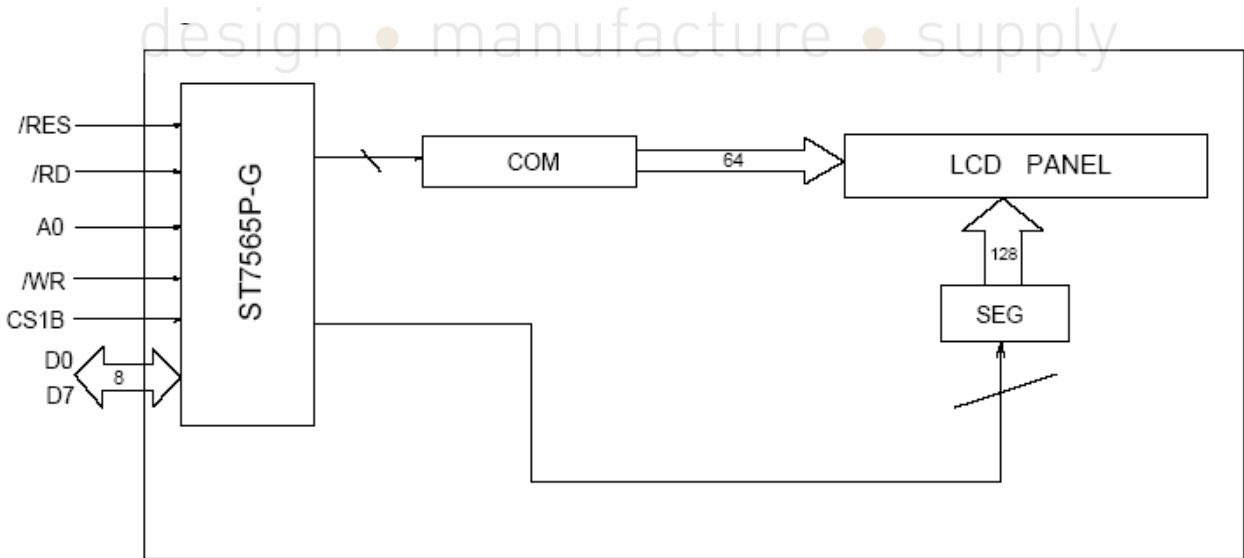 design • manufacture • supply
/RES
/RD
A0
/WR
CS1B
D0
D7
8
ST7565P-G
COM
64
LCD PANEL
128
SEG